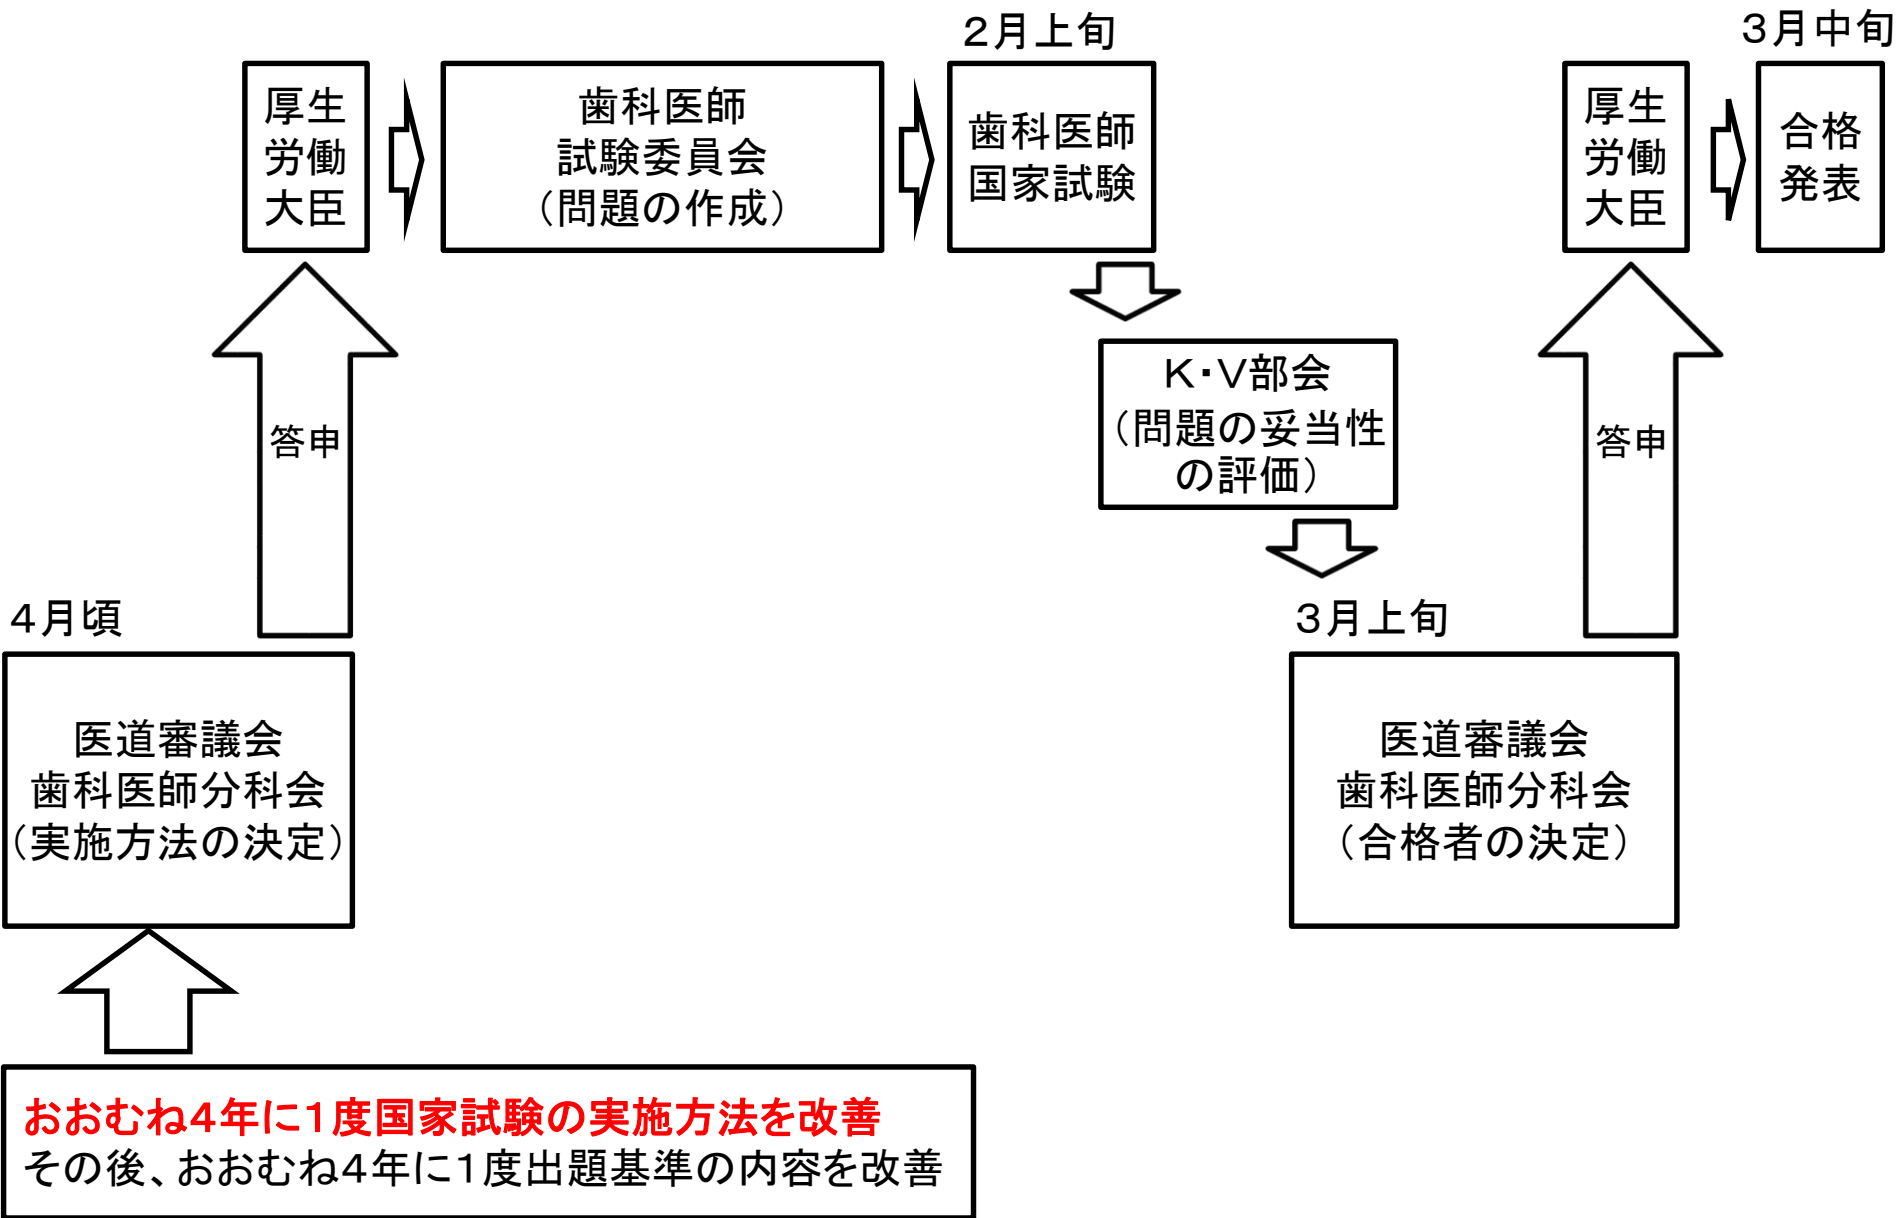 ２月上旬
３月中旬
厚生
労働
大臣
歯科医師
試験委員会
（問題の作成）
歯科医師
国家試験
厚生
労働
大臣
合格
発表
K・V部会
（問題の妥当性
の評価）
答申
答申
４月頃
３月上旬
医道審議会
歯科医師分科会
（実施方法の決定）
医道審議会
歯科医師分科会
（合格者の決定）
おおむね４年に１度国家試験の実施方法を改善
その後、おおむね４年に１度出題基準の内容を改善